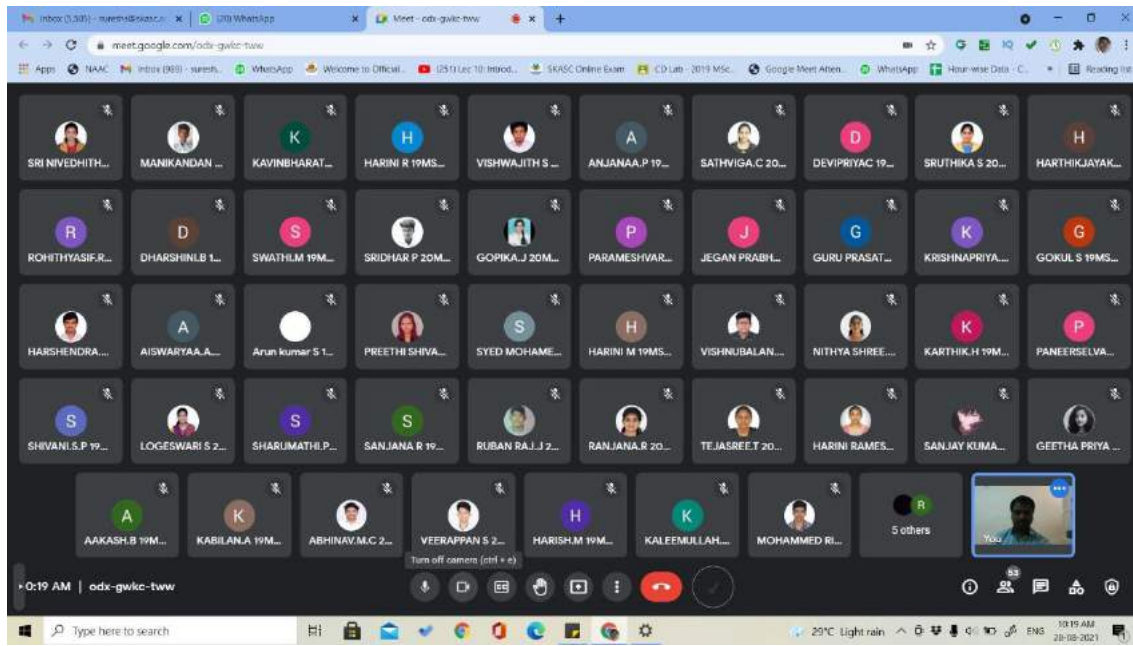 WhatsApp
Meet – odx-gwkc-tww
meet.google.com/odx-gwkc-tww
Apps NAAC WhatsApp Welcome to Official... SKASC Online Exam CD Lab - 2019 MSc... Google Meet Atten... WhatsApp Hour-wise Data - C... Reading list
SRI NIVEDHITH... MANIKANDAN ... KAVINBHARAT... HARINI R 19MS... VISHWAJITH S ... ANJANAA.P 19... SATHVIGA.C 20... DEVIPRIYAC 19... SRUTHIKA S 20... HARTHIKJAYAK...
K H A D H
ROHITHYASIF.R... DHARSHINI.B 1... SWATHI.M 19M... SRIDHAR P 20M... GOPIKA.J 20M... PARAMESHVAR... JEGAN PRABH... GURU PRASAT... KRISHNAPRIYA.... GOKUL S 19MS...
R D S P J G K G
HARSHENDRA.... AISWARYAA.A.... Arun kumar S 1... PREETHI SHIVA... SYED MOHAME... HARINI M 19MS... VISHNUBALAN.... NITHYA SHREE.... KARTHIK.H 19M... PANEERSELVA...
A S H K P
SHIVANI.S.P 19... LOGESWARI S 2... SHARUMATHI.P... SANJANA R 19... RUBAN RAJ.J 2... RANJANA.R 20... TEJASREE.T 20... HARINI RAMES... SANJAY KUMA... GEETHA PRIYA ...
S S S
AAKASH.B 19M... KABILAN.A 19M... ABHINAV.M.C 2... VEERAPPAN S 2... HARISH.M 19M... KALEEMULLAH... MOHAMMED RI... 5 others You
A K H K R
Turn off camera (ctrl + e)
0:19 AM | odx-gwkc-tww
53
Type here to search
29°C Light rain ENG 10:19 AM
28-08-2021